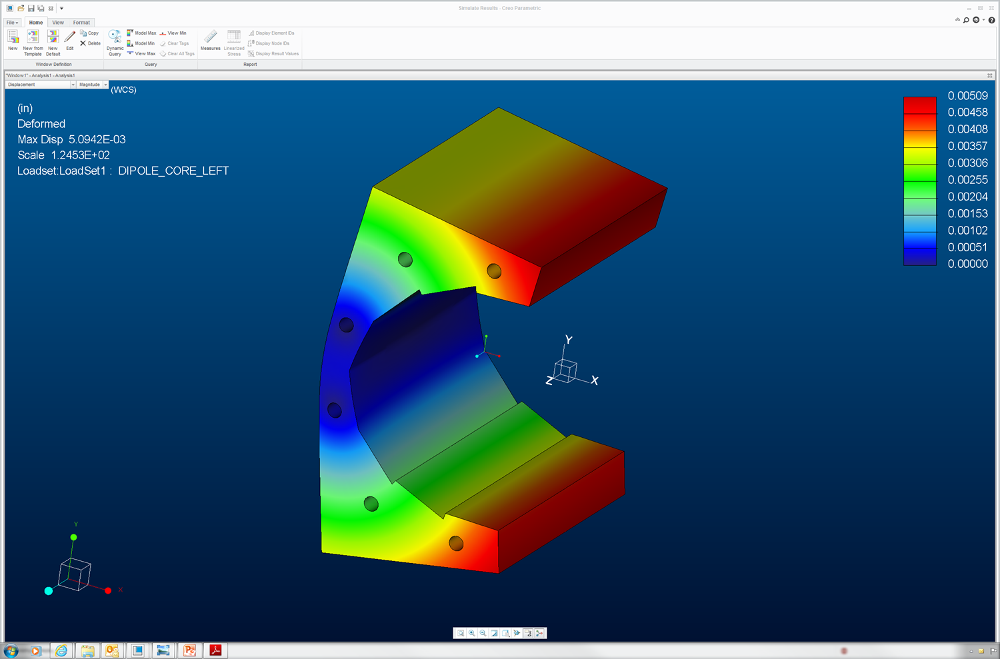 Simulate Results - Creo Parametric
File
Home
View
Format
New
New from
Template
New
Default
Edit
Copy
Delete
Dynamic
Query
Model Max
Model Min
View Max
View Min
Clear Tags
Clear All Tags
Measures
Linearized
Stress
Display Element IDs
Display Node IDs
Display Result Values
Window Definition
Query
Report
"Window1" - Analysis1 - Analysis1
Displacement
Magnitude
(WCS)
(in)
Deformed
Max Disp 5.0942E-03
Scale 1.2453E+02
Loadset:LoadSet1 : DIPOLE_CORE_LEFT
0.00509
0.00458
0.00408
0.00357
0.00306
0.00255
0.00204
0.00153
0.00102
0.00051
0.00000
Y
Z
X
Y
X